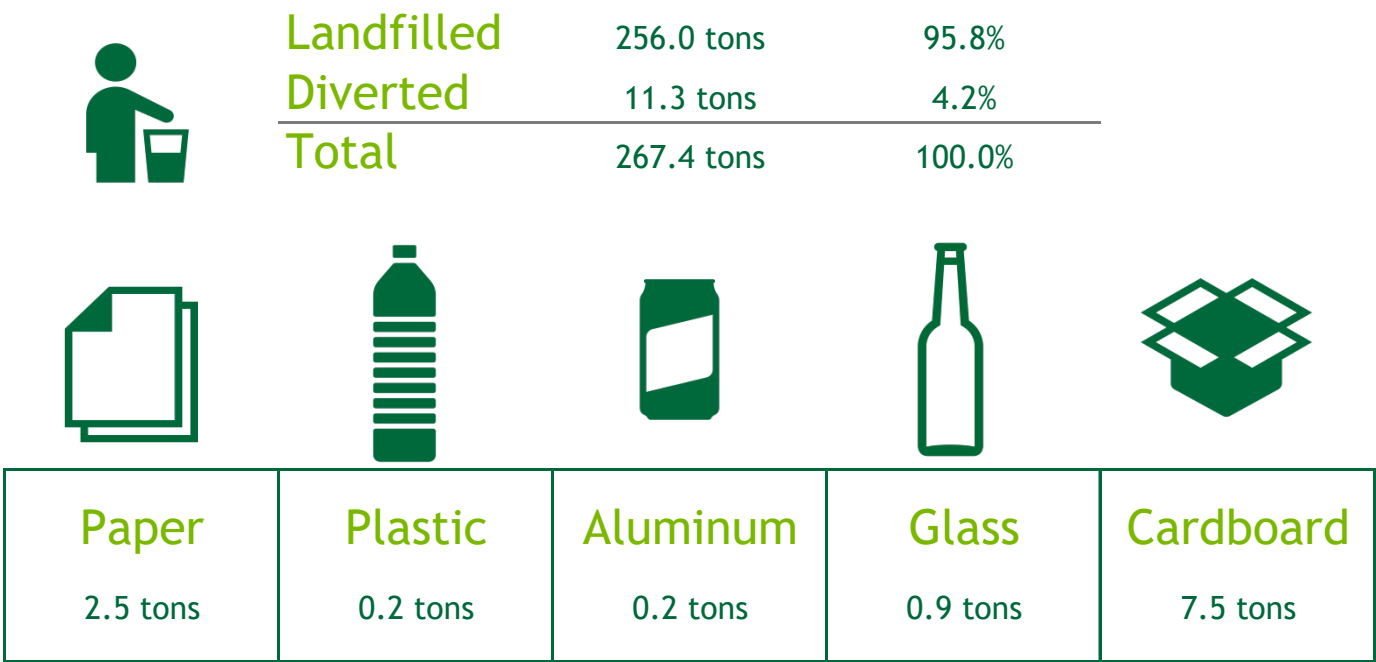 Landfilled 256.0 tons 95.8%
Diverted 11.3 tons 4.2%
Total 267.4 tons 100.0%
Paper Plastic Aluminum Glass Cardboard
2.5 tons 0.2 tons 0.2 tons 0.9 tons 7.5 tons